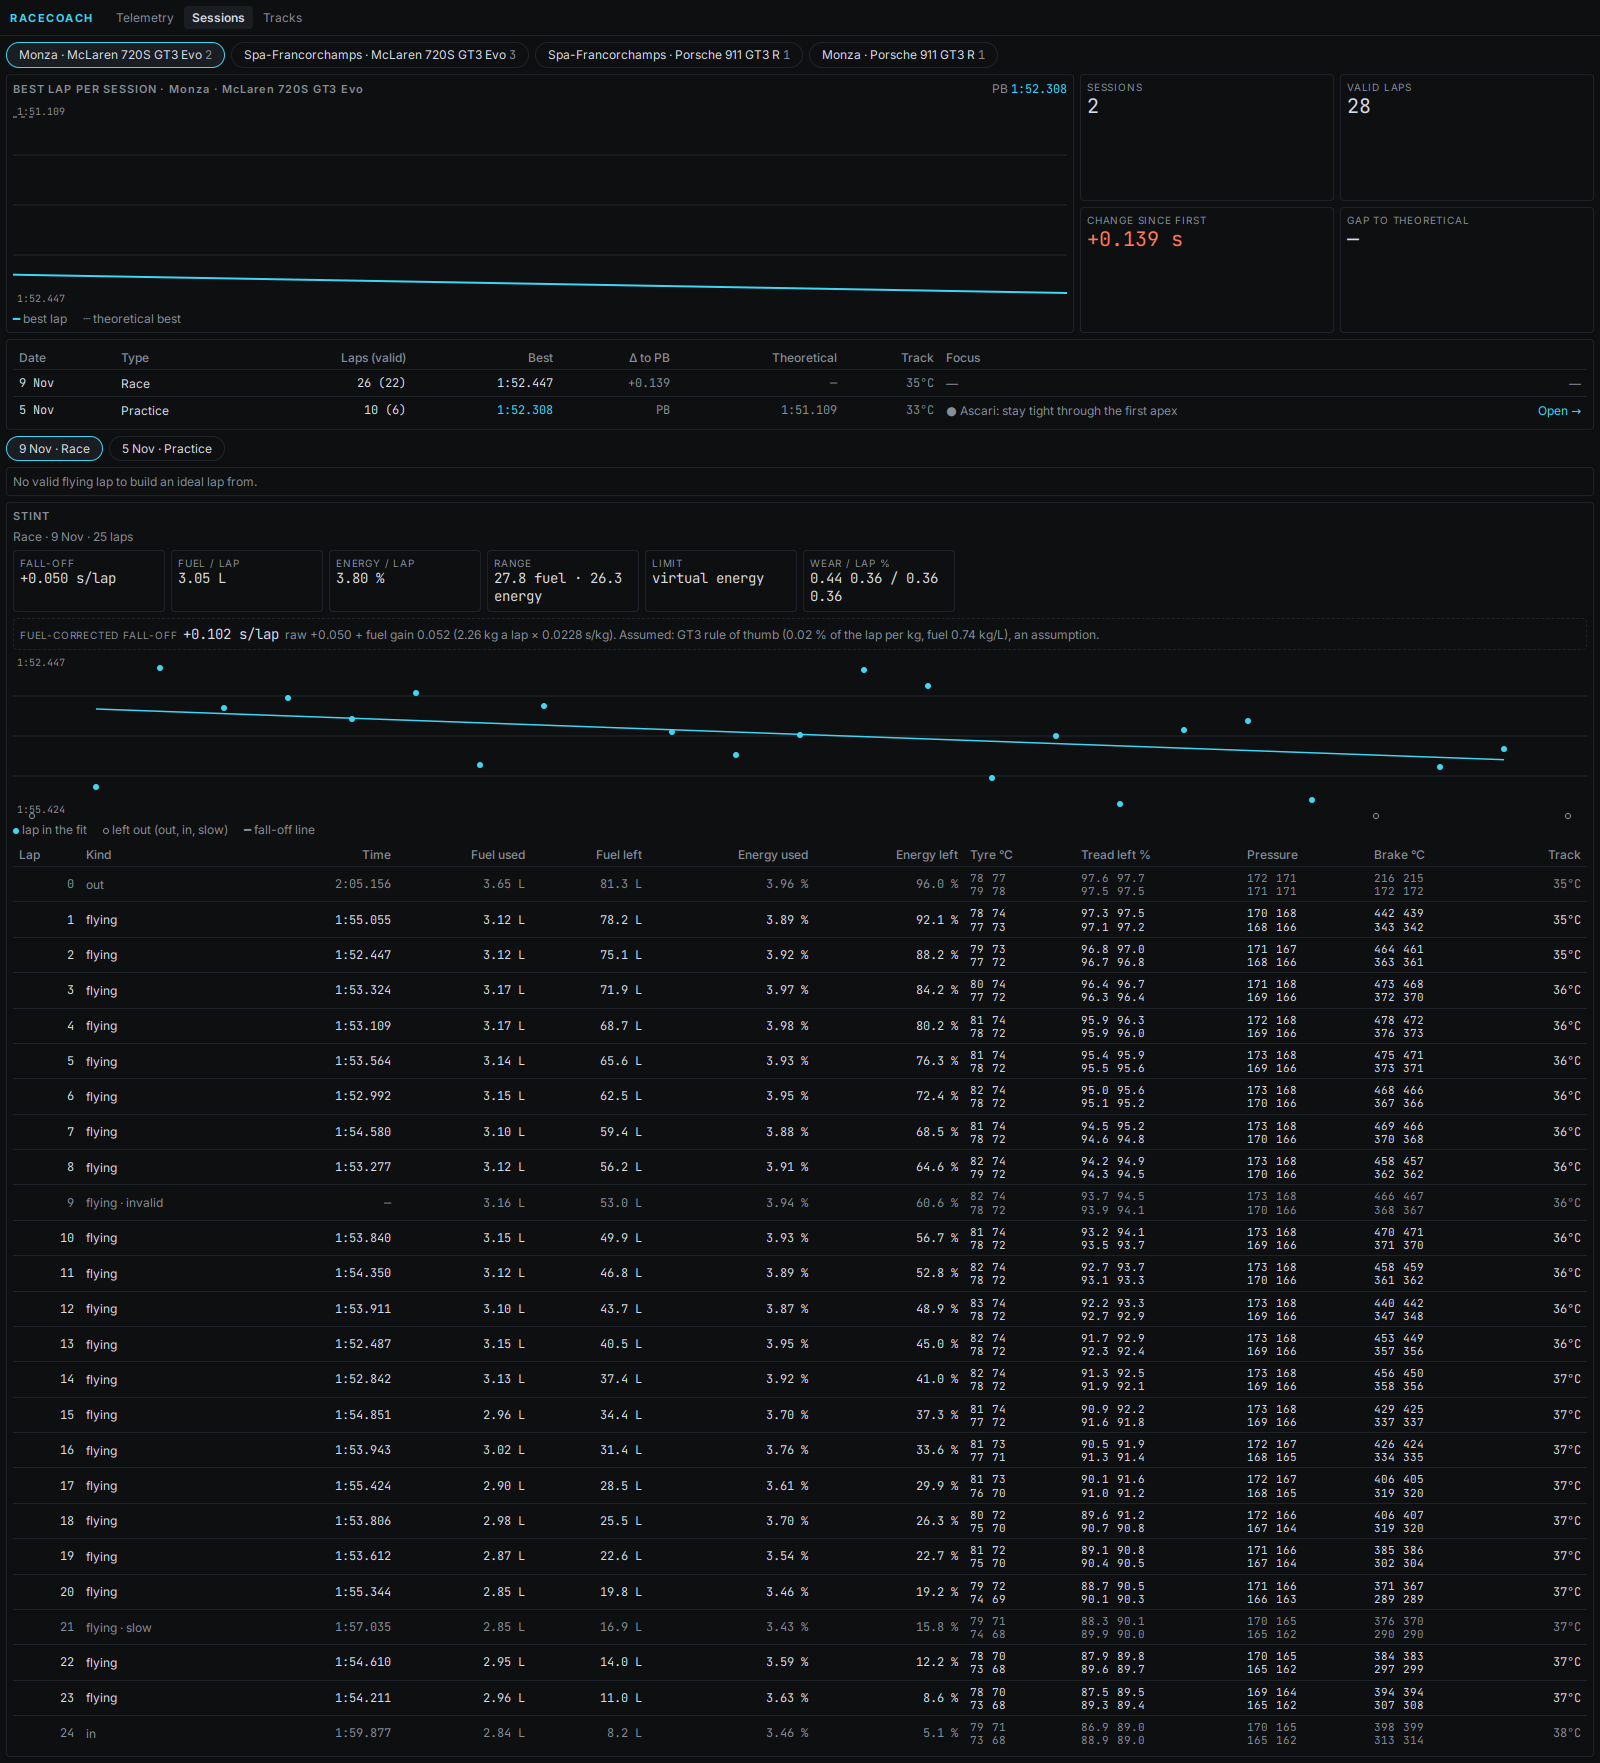 RACECOACH Telemetry Sessions Tracks
Monza · McLaren 720S GT3 Evo 2 Spa-Francorchamps · McLaren 720S GT3 Evo 3 Spa-Francorchamps · Porsche 911 GT3 R 1 Monza · Porsche 911 GT3 R 1
BEST LAP PER SESSION · Monza · McLaren 720S GT3 Evo PB 1:52.308
1:51.109
1:52.447
best lap theoretical best
SESSIONS
2
VALID LAPS
28
CHANGE SINCE FIRST
+0.139 s
GAP TO THEORETICAL
—
Date Type Laps (valid) Best Δ to PB Theoretical Track Focus
9 Nov Race 26 (22) 1:52.447 +0.139 — 35°C — —
5 Nov Practice 10 (6) 1:52.308 PB 1:51.109 33°C Ascari: stay tight through the first apex Open →
9 Nov · Race 5 Nov · Practice
No valid flying lap to build an ideal lap from.
STINT
Race · 9 Nov · 25 laps
FALL-OFF
+0.050 s/lap
FUEL / LAP
3.05 L
ENERGY / LAP
3.80 %
RANGE
27.8 fuel · 26.3
energy
LIMIT
virtual energy
WEAR / LAP %
0.44 0.36 / 0.36
0.36
FUEL-CORRECTED FALL-OFF +0.102 s/lap raw +0.050 + fuel gain 0.052 (2.26 kg a lap × 0.0228 s/kg). Assumed: GT3 rule of thumb (0.02 % of the lap per kg, fuel 0.74 kg/L), an assumption.
1:52.447
1:55.424
lap in the fit left out (out, in, slow) fall-off line
Lap Kind Time Fuel used Fuel left Energy used Energy left Tyre °C Tread left % Pressure Brake °C Track
0 out 2:05.156 3.65 L 81.3 L 3.96 % 96.0 % 78 77 97.6 97.7 172 171 216 215 35°C
79 78 97.5 97.5 171 171 172 172
1 flying 1:55.055 3.12 L 78.2 L 3.89 % 92.1 % 78 74 97.3 97.5 170 168 442 439 35°C
77 73 97.1 97.2 168 166 343 342
2 flying 1:52.447 3.12 L 75.1 L 3.92 % 88.2 % 79 73 96.8 97.0 171 167 464 461 35°C
77 72 96.7 96.8 168 166 363 361
3 flying 1:53.324 3.17 L 71.9 L 3.97 % 84.2 % 80 74 96.4 96.7 171 168 473 468 36°C
77 72 96.3 96.4 169 166 372 370
4 flying 1:53.109 3.17 L 68.7 L 3.98 % 80.2 % 81 74 95.9 96.3 172 168 478 472 36°C
78 72 95.9 96.0 169 166 376 373
5 flying 1:53.564 3.14 L 65.6 L 3.93 % 76.3 % 81 74 95.4 95.9 173 168 475 471 36°C
78 72 95.5 95.6 169 166 373 371
6 flying 1:52.992 3.15 L 62.5 L 3.95 % 72.4 % 82 74 95.0 95.6 173 168 468 466 36°C
78 72 95.1 95.2 170 166 367 366
7 flying 1:54.580 3.10 L 59.4 L 3.88 % 68.5 % 81 74 94.5 95.2 173 168 469 466 36°C
78 72 94.6 94.8 170 166 370 368
8 flying 1:53.277 3.12 L 56.2 L 3.91 % 64.6 % 82 74 94.2 94.9 173 168 458 457 36°C
79 72 94.3 94.5 170 166 362 362
9 flying · invalid — 3.16 L 53.0 L 3.94 % 60.6 % 82 74 93.7 94.5 173 168 466 467 36°C
78 72 93.9 94.1 170 166 368 367
10 flying 1:53.840 3.15 L 49.9 L 3.93 % 56.7 % 81 74 93.2 94.1 173 168 470 471 36°C
78 72 93.5 93.7 169 166 371 370
11 flying 1:54.350 3.12 L 46.8 L 3.89 % 52.8 % 82 74 92.7 93.7 173 168 458 459 36°C
78 72 93.1 93.3 170 166 361 362
12 flying 1:53.911 3.10 L 43.7 L 3.87 % 48.9 % 83 74 92.2 93.3 173 168 440 442 36°C
78 72 92.7 92.9 169 166 347 348
13 flying 1:52.487 3.15 L 40.5 L 3.95 % 45.0 % 82 74 91.7 92.9 173 168 453 449 36°C
78 72 92.3 92.4 169 166 357 356
14 flying 1:52.842 3.13 L 37.4 L 3.92 % 41.0 % 82 74 91.3 92.5 173 168 456 450 37°C
78 72 91.9 92.1 169 166 358 356
15 flying 1:54.851 2.96 L 34.4 L 3.70 % 37.3 % 81 74 90.9 92.2 173 168 429 425 37°C
77 72 91.6 91.8 169 166 337 337
16 flying 1:53.943 3.02 L 31.4 L 3.76 % 33.6 % 81 73 90.5 91.9 172 167 426 424 37°C
77 71 91.3 91.4 168 165 334 335
17 flying 1:55.424 2.90 L 28.5 L 3.61 % 29.9 % 81 73 90.1 91.6 172 167 406 405 37°C
76 70 91.0 91.2 168 165 319 320
18 flying 1:53.806 2.98 L 25.5 L 3.70 % 26.3 % 80 72 89.6 91.2 172 166 406 407 37°C
75 70 90.7 90.8 167 164 319 320
19 flying 1:53.612 2.87 L 22.6 L 3.54 % 22.7 % 81 72 89.1 90.8 171 166 385 386 37°C
75 70 90.4 90.5 167 164 302 304
20 flying 1:55.344 2.85 L 19.8 L 3.46 % 19.2 % 79 72 88.7 90.5 171 166 371 367 37°C
74 69 90.1 90.3 166 163 289 289
21 flying · slow 1:57.035 2.85 L 16.9 L 3.43 % 15.8 % 79 71 88.3 90.1 170 165 376 370 37°C
74 68 89.9 90.0 165 162 290 290
22 flying 1:54.610 2.95 L 14.0 L 3.59 % 12.2 % 78 70 87.9 89.8 170 165 384 383 37°C
73 68 89.6 89.7 165 162 297 299
23 flying 1:54.211 2.96 L 11.0 L 3.63 % 8.6 % 78 70 87.5 89.5 169 164 394 394 37°C
73 68 89.3 89.4 165 162 307 308
24 in 1:59.877 2.84 L 8.2 L 3.46 % 5.1 % 79 71 86.9 89.0 170 165 398 399 38°C
73 68 88.9 89.0 165 162 313 314